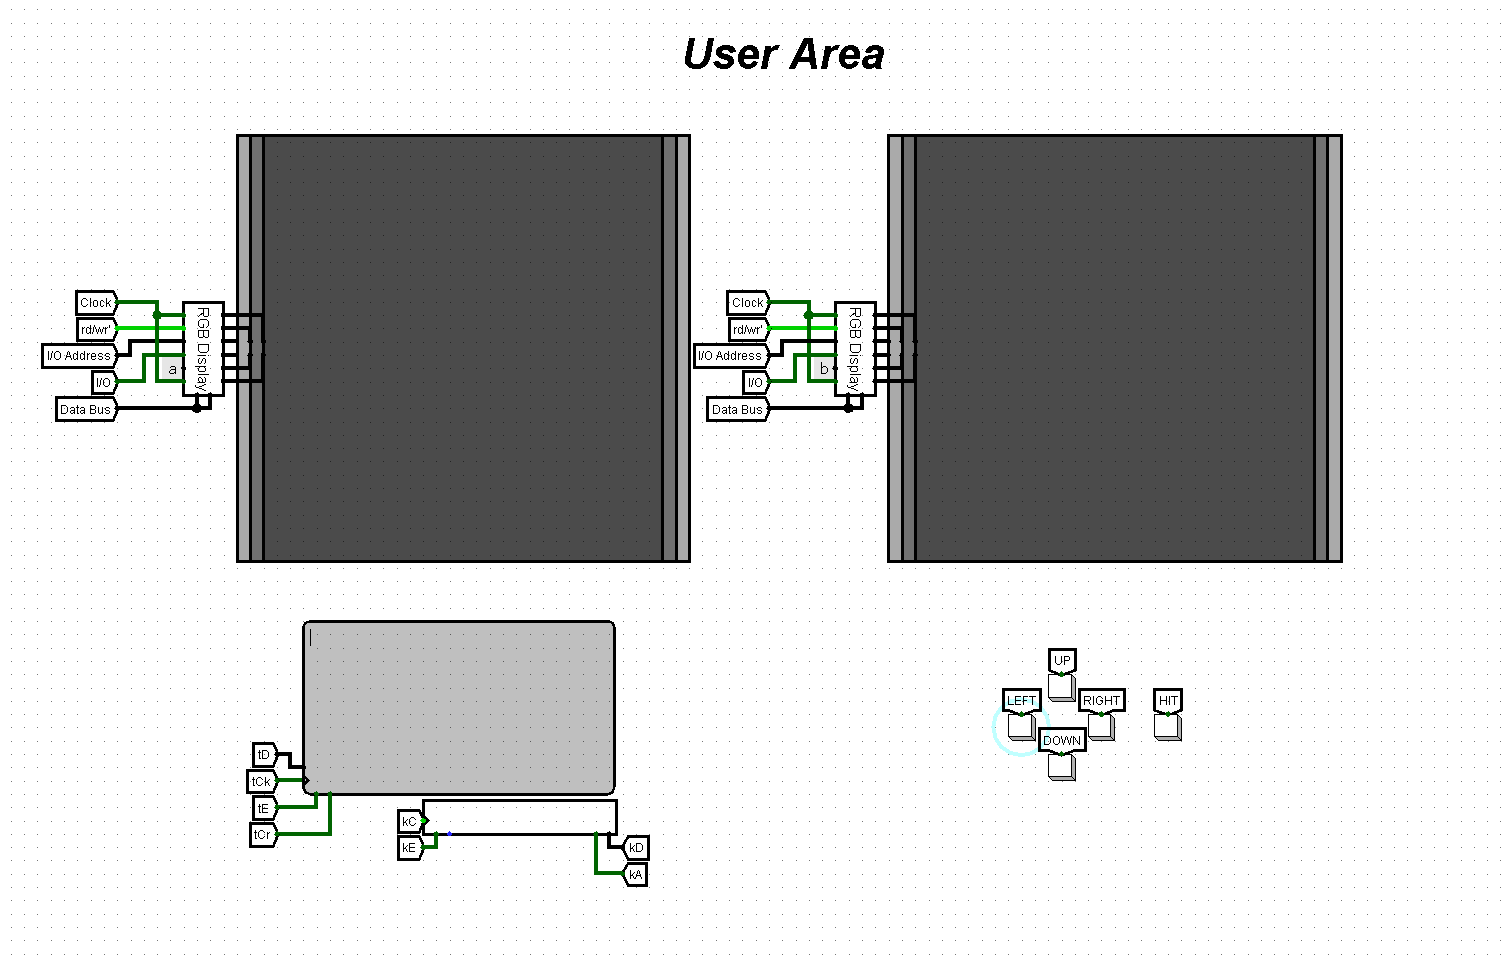 User Area
Clock
rd/wr'
I/O Address
I/O
a
Data Bus
RGB Display
Clock
rd/wr'
I/O Address
I/O
b
Data Bus
RGB Display
tD
tCk
tE
tCr
kC
kE
kD
kA
UP
LEFT
RIGHT
HIT
DOWN